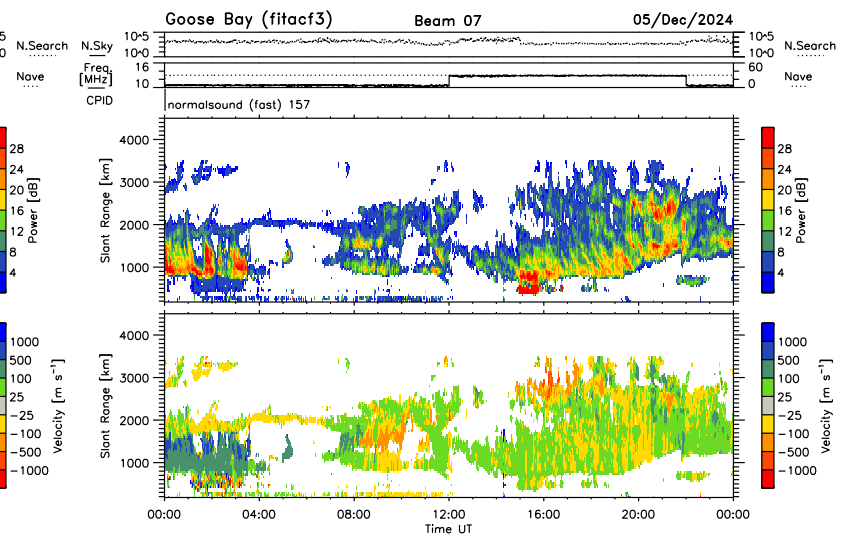 Goose Bay (fitacf3) Beam 07 05/Dec/2024
5 10^5 10^5
N.Search N.Sky N.Search
0 10^0 10^0
16 Freq. 60
Nave [MHz] Nave
10 0
CPID
normalsound (fast) 157
Power [dB]
28
24
20
16
12
8
4
Slant Range [km]
4000
3000
2000
1000
28
24
20
16
12
8
4
Power [dB]
Velocity [m s⁻¹]
1000
500
100
25
−25
−100
−500
−1000
Slant Range [km]
4000
3000
2000
1000
1000
500
100
25
−25
−100
−500
−1000
Velocity [m s⁻¹]
00:00 04:00 08:00 12:00 16:00 20:00 00:00
Time UT